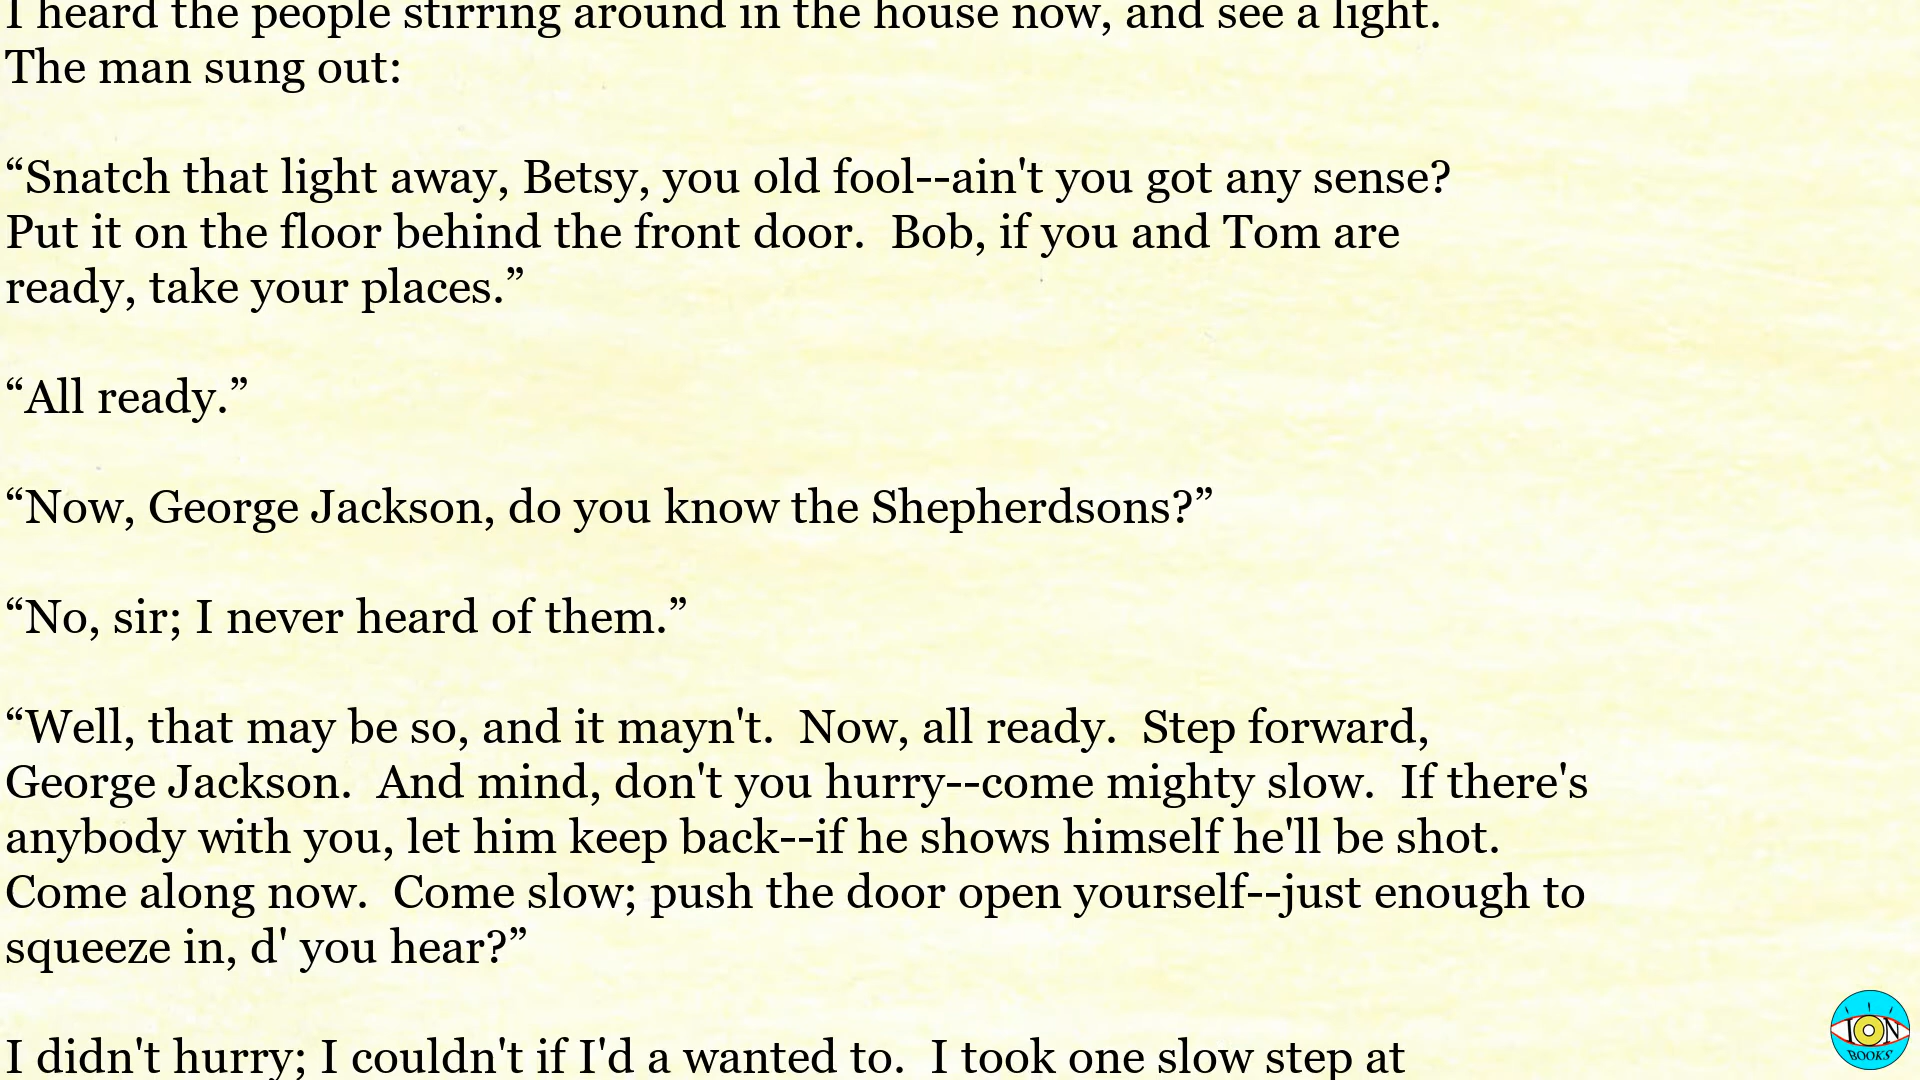 I heard the people stirring around in the house now, and see a light.
The man sung out:
“Snatch that light away, Betsy, you old fool--ain't you got any sense?
Put it on the floor behind the front door.  Bob, if you and Tom are
ready, take your places.”
“All ready.”
“Now, George Jackson, do you know the Shepherdsons?”
“No, sir; I never heard of them.”
“Well, that may be so, and it mayn't.  Now, all ready.  Step forward,
George Jackson.  And mind, don't you hurry--come mighty slow.  If there's
anybody with you, let him keep back--if he shows himself he'll be shot.
Come along now.  Come slow; push the door open yourself--just enough to
squeeze in, d' you hear?”
I didn't hurry; I couldn't if I'd a wanted to.  I took one slow step at
ION
BOOKS